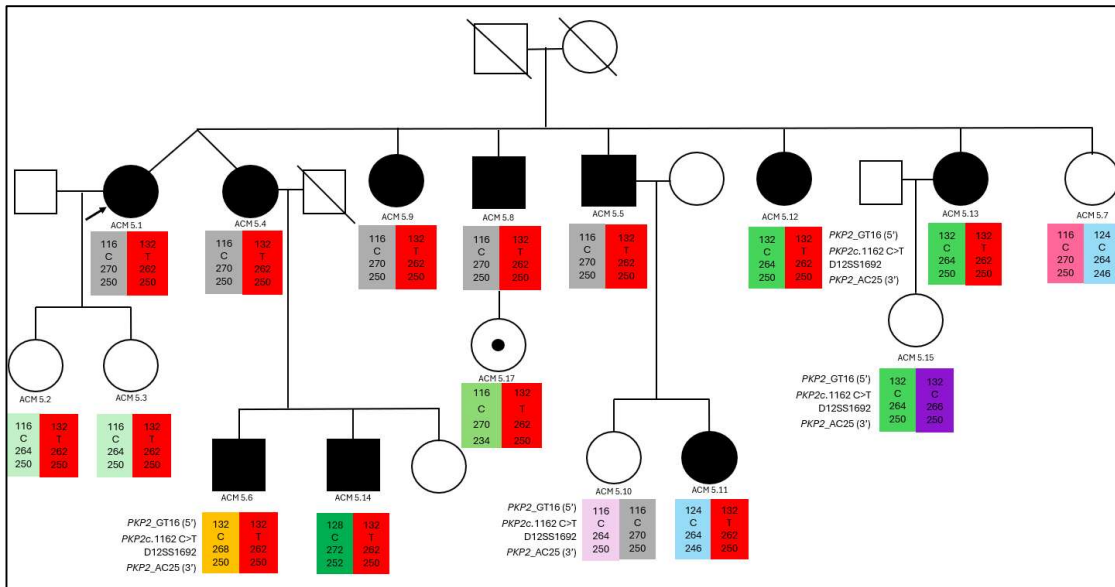 ACM 5.1
ACM 5.4
ACM 5.9
ACM 5.8
ACM 5.5
ACM 5.12
ACM 5.13
ACM 5.7
116 132
C T
270 262
250 250
116 132
C T
270 262
250 250
116 132
C T
270 262
250 250
116 132
C T
270 262
250 250
116 132
C T
270 262
250 250
132 132
C T
264 262
250 250
PKP2_GT16 (5')
PKP2c.1162 C>T
D12SS1692
PKP2_AC25 (3')
132 132
C T
264 262
250 250
116 124
C C
270 264
250 246
ACM 5.2
ACM 5.3
ACM 5.17
ACM 5.15
116 132
C T
264 262
250 250
116 132
C T
264 262
250 250
116 132
C T
270 262
234 250
PKP2_GT16 (5')
PKP2c.1162 C>T
D12SS1692
PKP2_AC25 (3')
132 132
C C
264 266
250 250
ACM 5.6
ACM 5.14
ACM 5.10
ACM 5.11
PKP2_GT16 (5')
PKP2c.1162 C>T
D12SS1692
PKP2_AC25 (3')
132 132
C T
268 262
250 250
128 132
C T
272 262
252 250
PKP2_GT16 (5')
PKP2c.1162 C>T
D12SS1692
PKP2_AC25 (3')
116 116
C C
264 270
250 250
124 132
C T
264 262
246 250